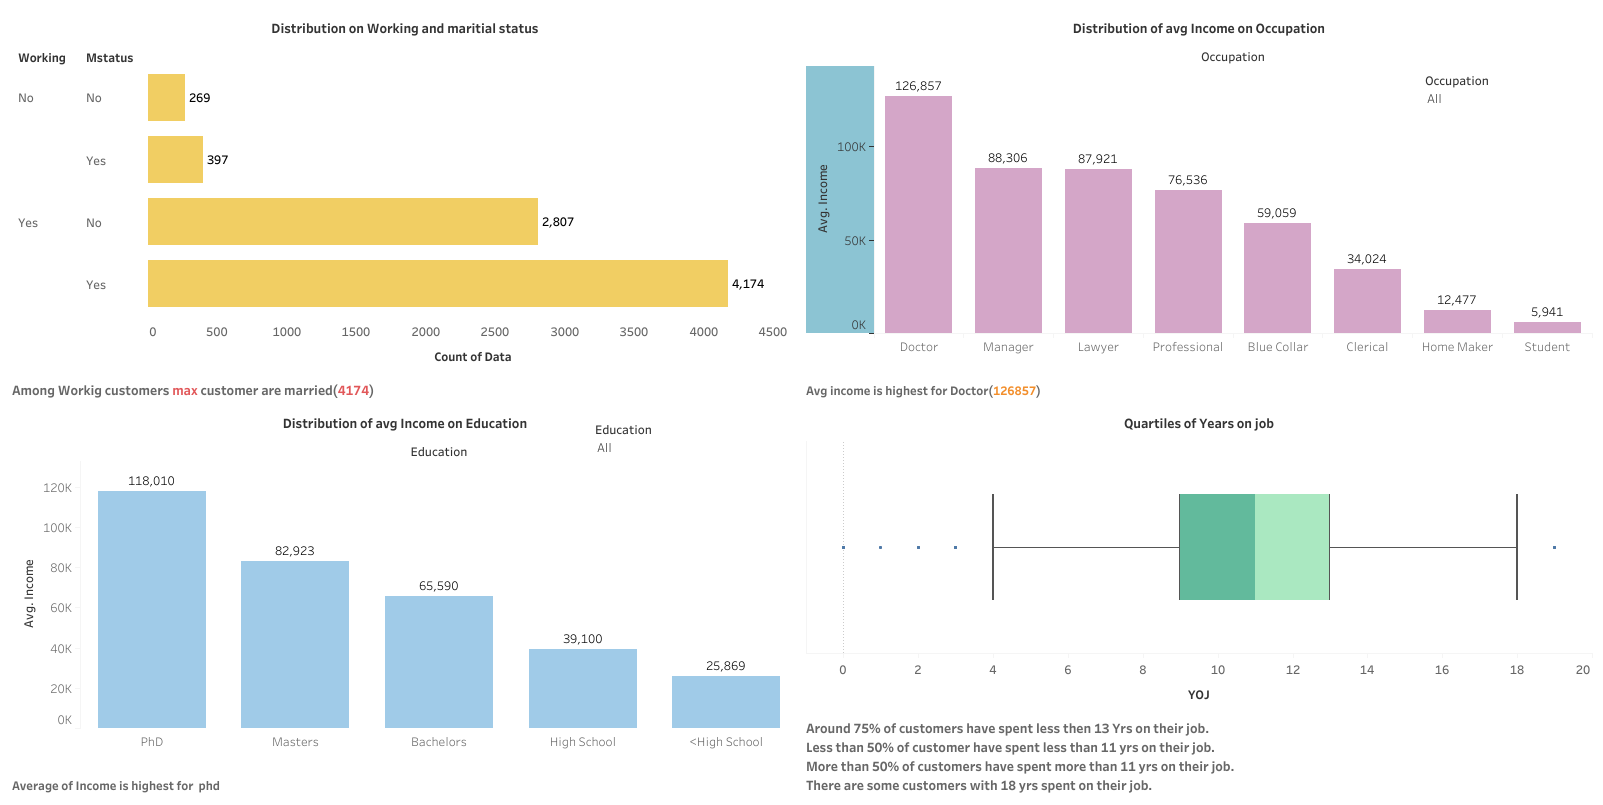 Distribution on Working and maritial status
Working Mstatus
No No 269
Yes 397
Yes No 2,807
Yes 4,174
0 500 1000 1500 2000 2500 3000 3500 4000 4500
Count of Data
Among Workig customers max customer are married(4174)
Distribution of avg Income on Occupation
Occupation
Occupation
All
Avg. Income
100K
50K
0K
126,857
88,306
87,921
76,536
59,059
34,024
12,477
5,941
Doctor Manager Lawyer Professional Blue Collar Clerical Home Maker Student
Avg income is highest for Doctor(126857)
Distribution of avg Income on Education
Education
All
Education
Avg. Income
120K
100K
80K
60K
40K
20K
0K
118,010
82,923
65,590
39,100
25,869
PhD Masters Bachelors High School <High School
Average of Income is highest for phd
Quartiles of Years on job
0 2 4 6 8 10 12 14 16 18 20
YOJ
Around 75% of customers have spent less then 13 Yrs on their job.
Less than 50% of customer have spent less than 11 yrs on their job.
More than 50% of customers have spent more than 11 yrs on their job.
There are some customers with 18 yrs spent on their job.